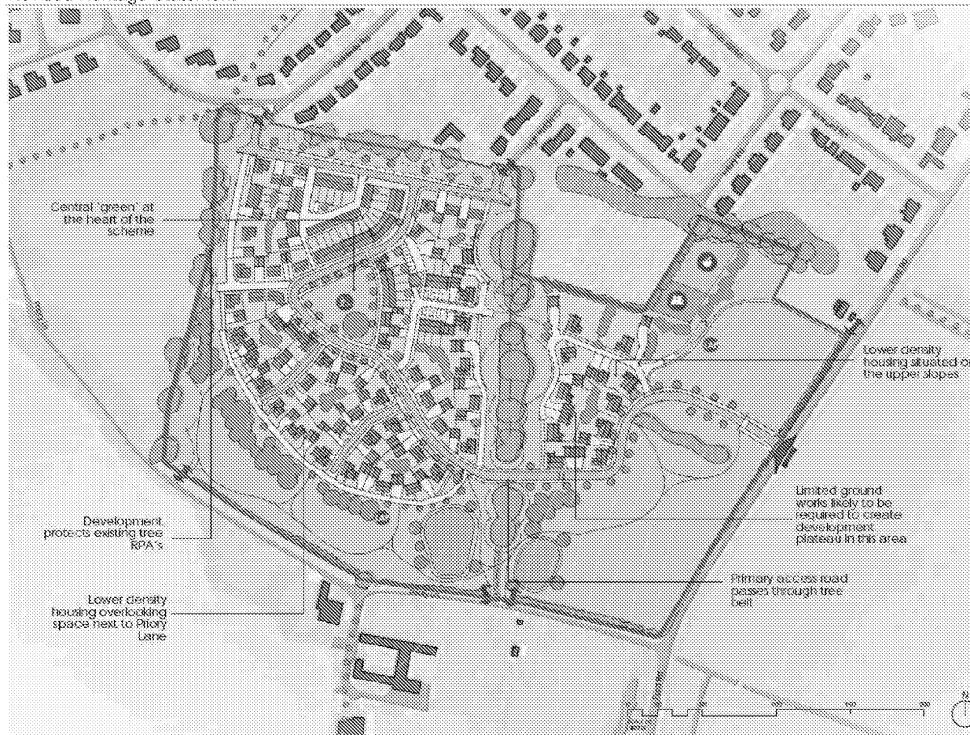 Central 'green' at
the heart of the
scheme
Lower density
housing situated o
the upper slopes
Development
protects existing tree
RPA's
Limited ground
works likely to be
required to create
development
plateau in this area
Primary access road
passes through tree
belt
Lower density
housing overlooking
space next to Priory
Lane